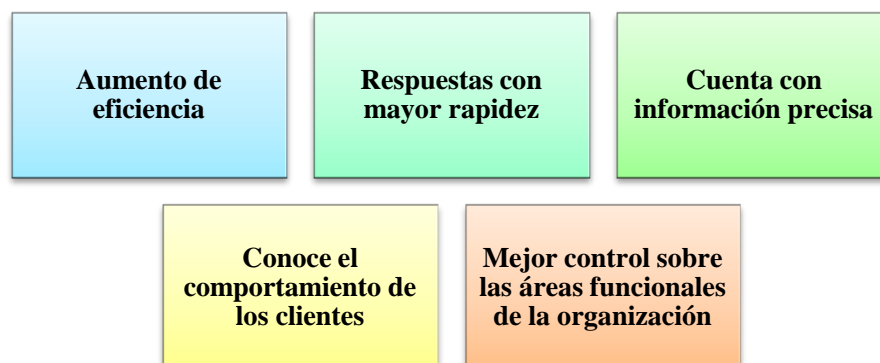 Aumento de
eficiencia
Respuestas con
mayor rapidez
Cuenta con
información precisa
Conoce el
comportamiento de
los clientes
Mejor control sobre
las áreas funcionales
de la organización